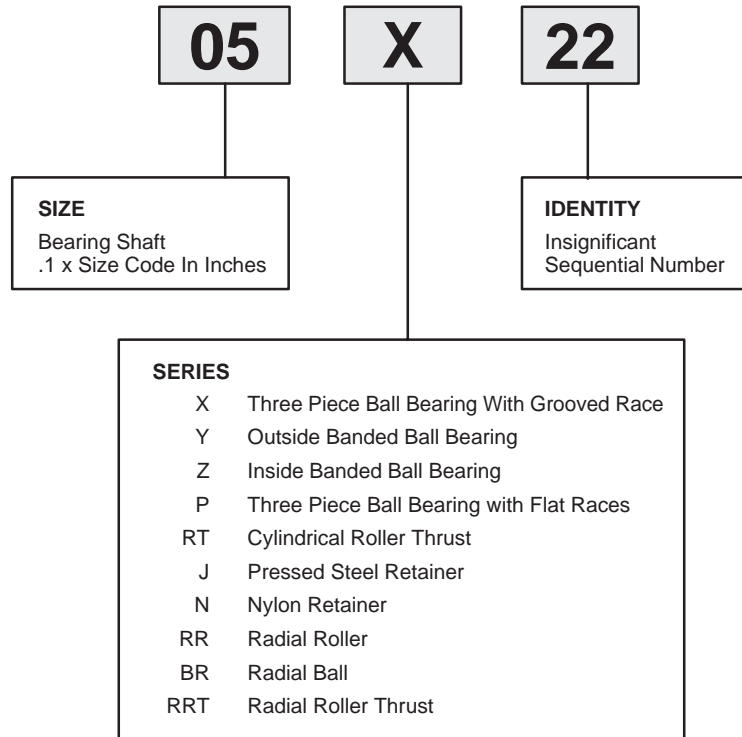 05 X 22
SIZE
Bearing Shaft
.1 x Size Code In Inches
IDENTITY
Insignificant
Sequential Number
SERIES
X Three Piece Ball Bearing With Grooved Race
Y Outside Banded Ball Bearing
Z Inside Banded Ball Bearing
P Three Piece Ball Bearing with Flat Races
RT Cylindrical Roller Thrust
J Pressed Steel Retainer
N Nylon Retainer
RR Radial Roller
BR Radial Ball
RRT Radial Roller Thrust